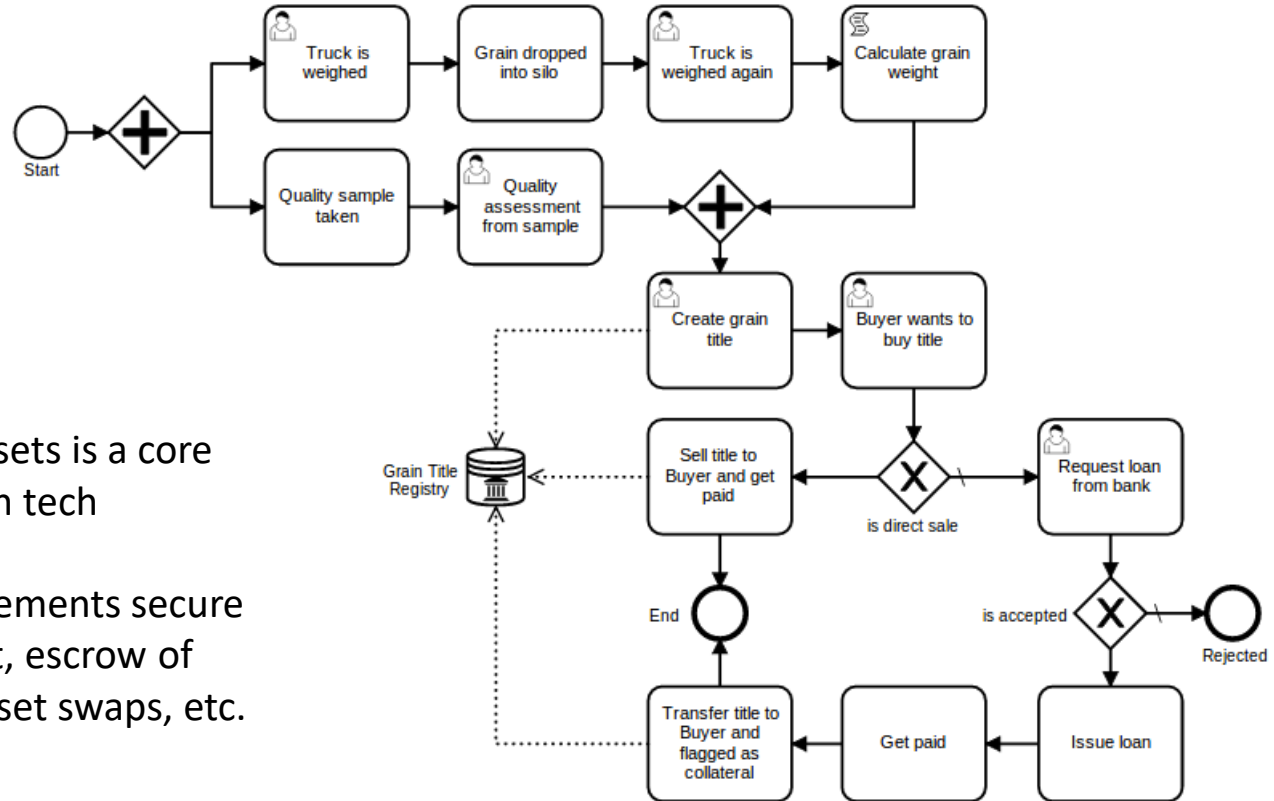 Truck is
weighed
Grain dropped
into silo
Truck is
weighed again
Calculate grain
weight
Start
Quality sample
taken
Quality
assessment
from sample
Create grain
title
Buyer wants to
buy title
sets is a core
tech
Grain Title
Registry
Sell title to
Buyer and get
paid
is direct sale
Request loan
from bank
ements secure
, escrow of
set swaps, etc.
End
is accepted
Rejected
Transfer title to
Buyer and
flagged as
collateral
Get paid
Issue loan